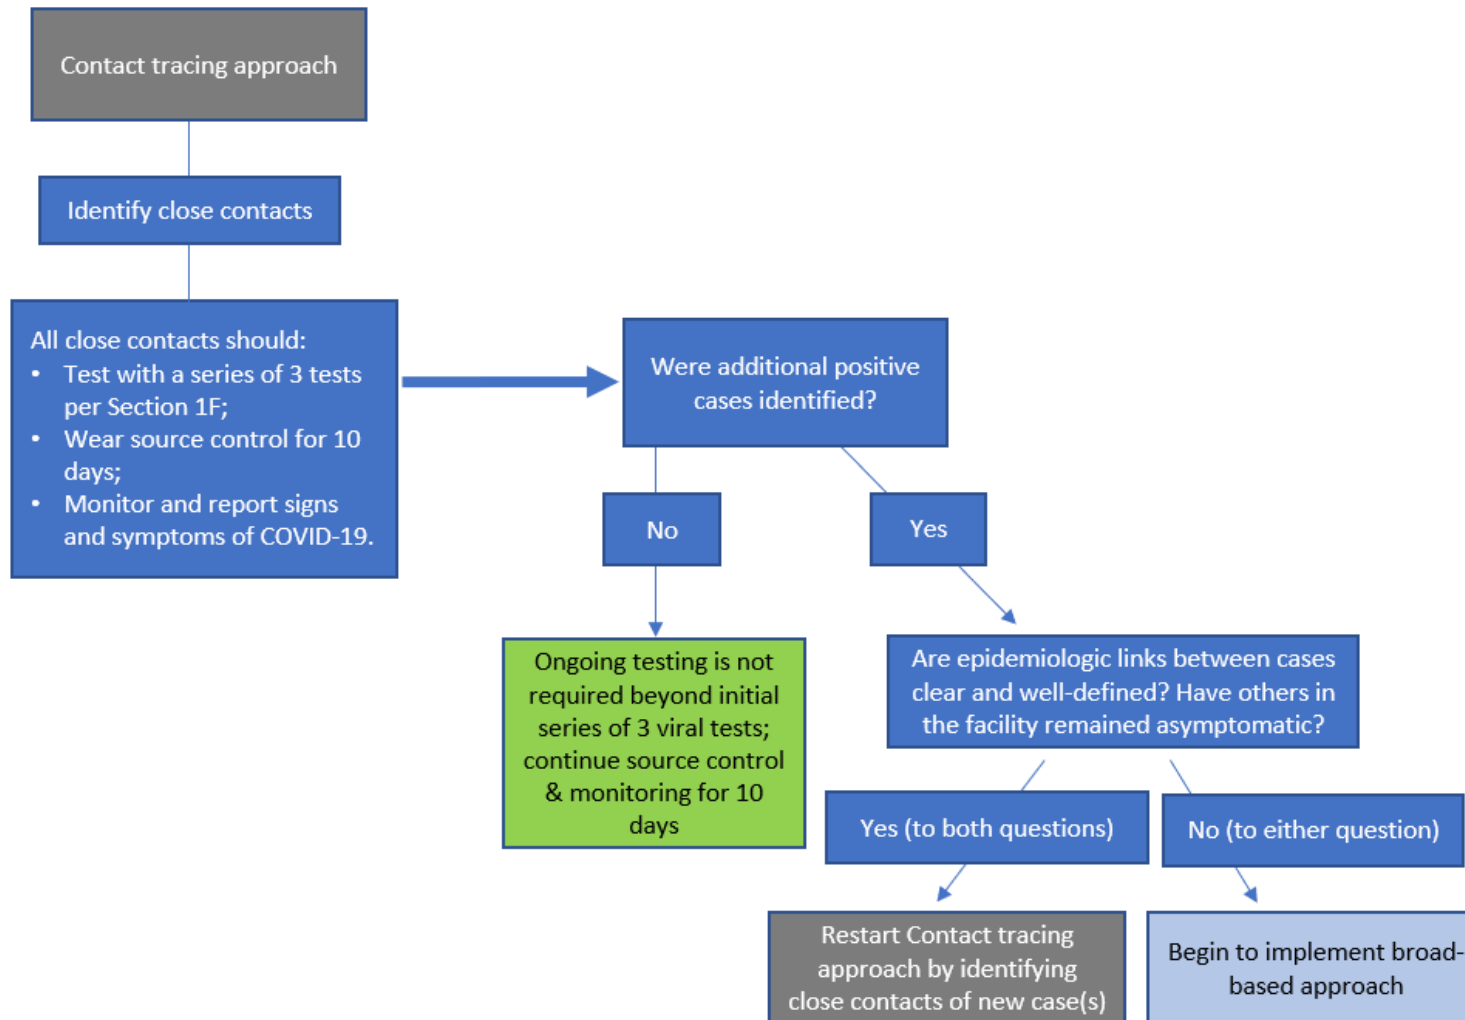 Contact tracing approach
Identify close contacts
All close contacts should:
• Test with a series of 3 tests
per Section 1F;
• Wear source control for 10
days;
• Monitor and report signs
and symptoms of COVID-19.
Were additional positive
cases identified?
No
Yes
Ongoing testing is not
required beyond initial
series of 3 viral tests;
continue source control
& monitoring for 10
days
Are epidemiologic links between cases
clear and well-defined? Have others in
the facility remained asymptomatic?
Yes (to both questions)
No (to either question)
Restart Contact tracing
approach by identifying
close contacts of new case(s)
Begin to implement broad-
based approach